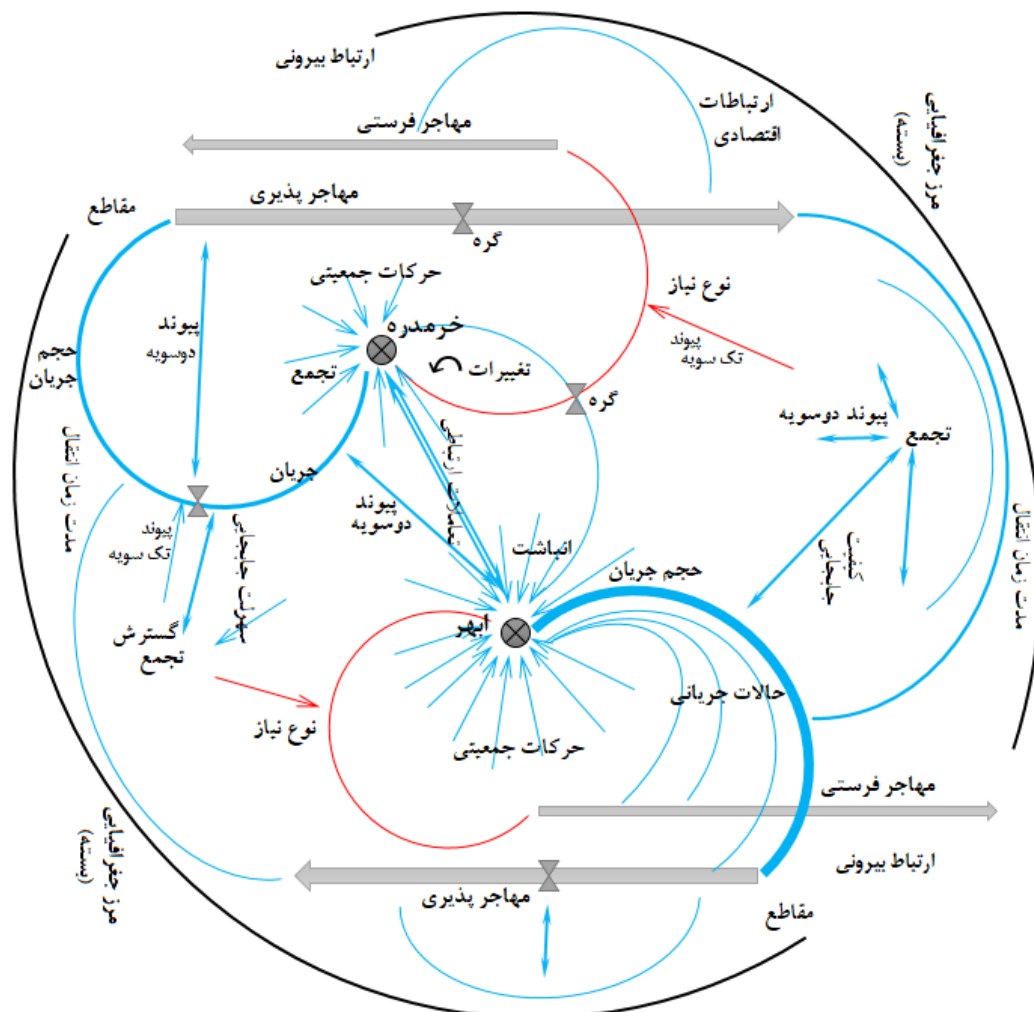 ارتباط بیرونی
ارتباطات
اقتصادی
مرز جغرافیایی
(بسته)
مهاجر فرستی
مهاجر پذیری
مقاطع
گره
حرکات جمعیتی
نوع نیاز
خرمدره
پیوند
دوسویه
پیوند
تک سویه
حجم
جریان
تغییرات
تجمع
گره
پیوند دوسویه
تجمع
مدت زمان انتقال
جریان
تعاملات ارتباطی
پیوند
دوسویه
مدت زمان انتقال
پیوند
تک سویه
سهولت جابجایی
کیفیت
جابجایی
انباشت
حجم جریان
ابهر
گسترش
تجمع
حالات جریانی
نوع نیاز
حرکات جمعیتی
مهاجر فرستی
مرز جغرافیایی
(بسته)
ارتباط بیرونی
مهاجر پذیری
مقاطع